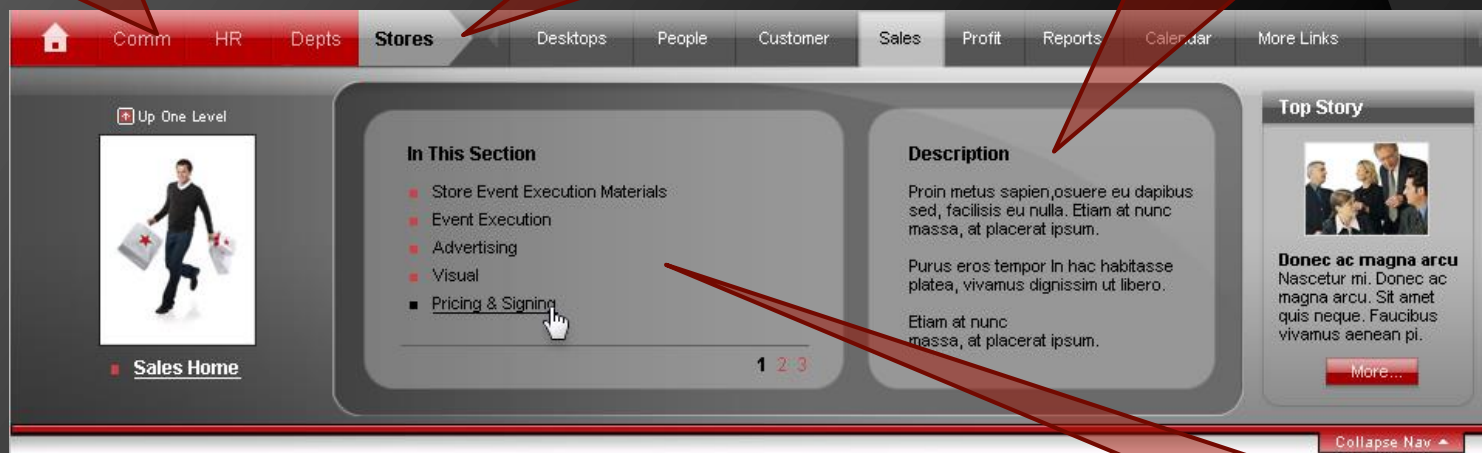 Comm HR Depts Stores Desktops People Customer Sales Profit Reports Calendar More Links
Up One Level
Sales Home
In This Section
Store Event Execution Materials
Event Execution
Advertising
Visual
Pricing & Signing
1 2 3
Description
Proin metus sapien,osuere eu dapibus
sed, facilisis eu nulla. Etiam at nunc
massa, at placerat ipsum.
Purus eros tempor In hac habitasse
platea, vivamus dignissim ut libero.
Etiam at nunc
massa, at placerat ipsum.
Top Story
Donec ac magna arcu
Nascetur mi. Donec ac
magna arcu. Sit amet
quis neque. Faucibus
vivamus aenean pi.
More...
Collapse Nav